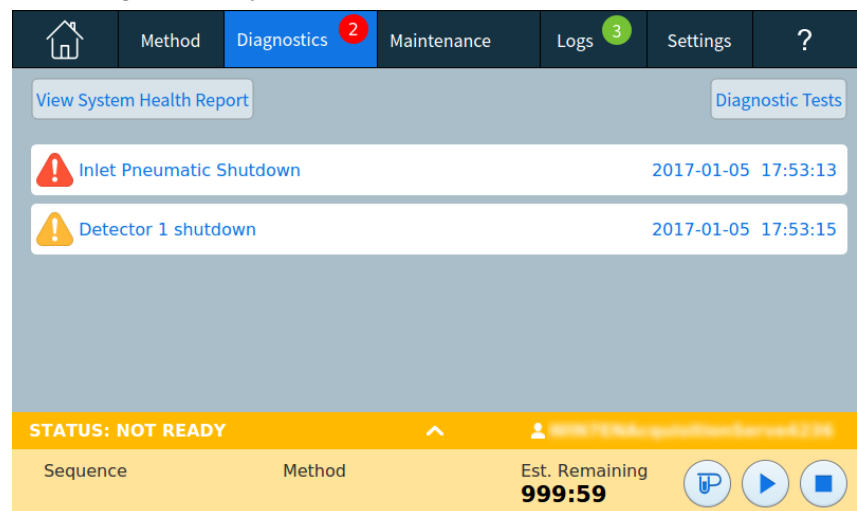 Method Diagnostics 2 Maintenance Logs 3 Settings ?
View System Health Report Diagnostic Tests
Inlet Pneumatic Shutdown 2017-01-05 17:53:13
Detector 1 shutdown 2017-01-05 17:53:15
STATUS: NOT READY
Sequence Method Est. Remaining
999:59